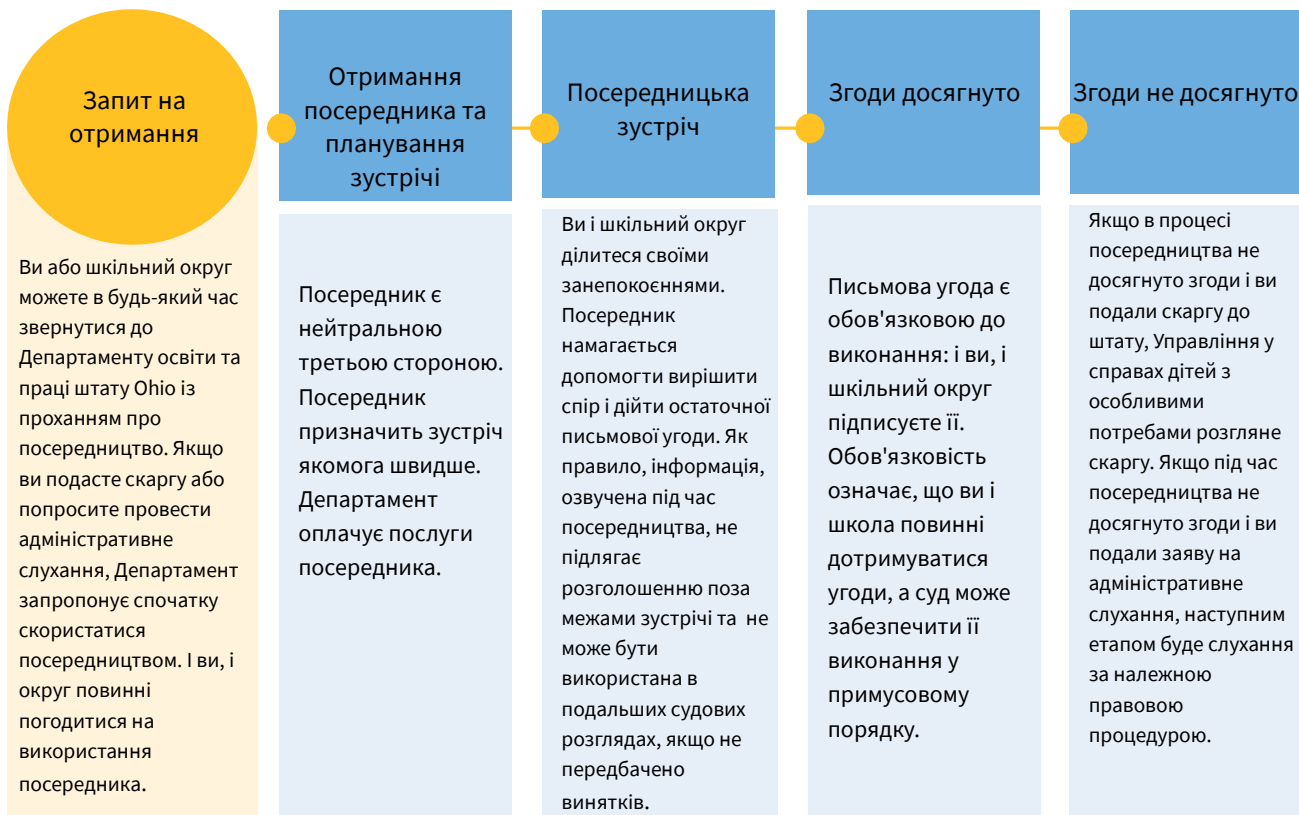 Запит на
отримання
Ви або шкільний округ
можете в будь-який час
звернутися до
Департаменту освіти та
праці штату Ohio із
проханням про
посередництво. Якщо
ви подасте скаргу або
попросите провести
адміністративне
слухання, Департамент
запропонує спочатку
скористатися
посередництвом. І ви, і
округ повинні
погодитися на
використання
посередника.
Отримання
посередника та
планування
зустрічі
Посередник є
нейтральною
третьою стороною.
Посередник
призначить зустріч
якомога швидше.
Департамент
оплачує послуги
посередника.
Посередницька
зустріч
Ви і шкільний округ
ділитеся своїми
занепокоєннями.
Посередник
намагається
допомогти вирішити
спір і дійти остаточної
письмової угоди. Як
правило, інформація,
озвучена під час
посередництва, не
підлягає
розголошенню поза
межами зустрічі та не
може бути
використана в
подальших судових
розглядах, якщо не
передбачено
винятків.
Згоди досягнуто
Письмова угода є
обов'язковою до
виконання: і ви, і
шкільний округ
підписуєте її.
Обов'язковість
означає, що ви і
школа повинні
дотримуватися
угоди, а суд може
забезпечити її
виконання у
примусовому
порядку.
Згоди не досягнуто
Якщо в процесі
посередництва не
досягнуто згоди і ви
подали скаргу до
штату, Управління у
справах дітей з
особливими
потребами розгляне
скаргу. Якщо під час
посередництва не
досягнуто згоди і ви
подали заяву на
адміністративне
слухання, наступним
етапом буде слухання
за належною
правовою
процедурою.